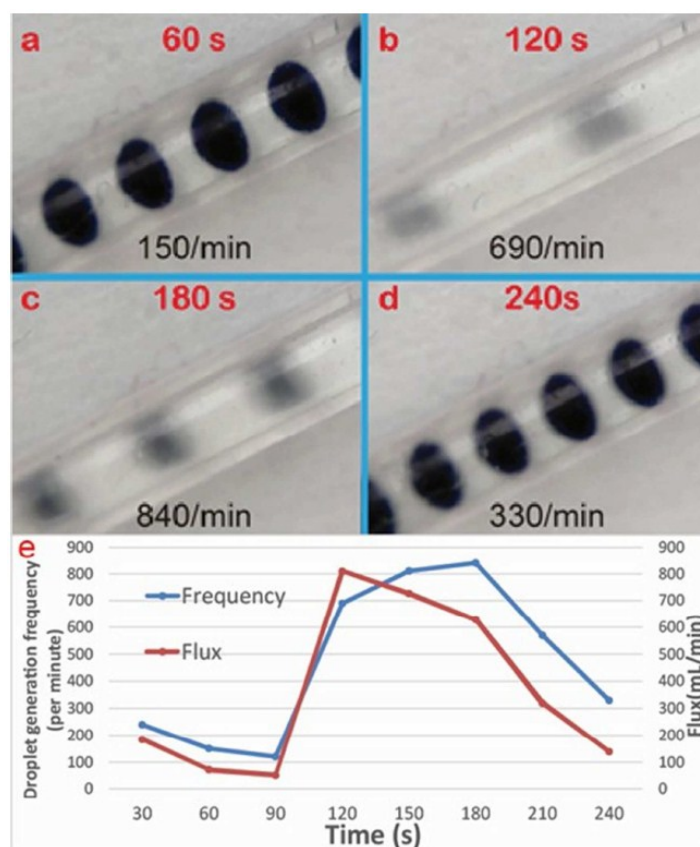 a 60 s
b 120 s
150/min
690/min
c 180 s
d 240s
840/min
330/min
e
Droplet generation frequency
(per minute)
900
800
700
600
500
400
300
200
100
0
Frequency
Flux
900
800
700
600
500
400
300
200
100
0
Flux(mL/min)
30 60 90 120 150 180 210 240
Time (s)